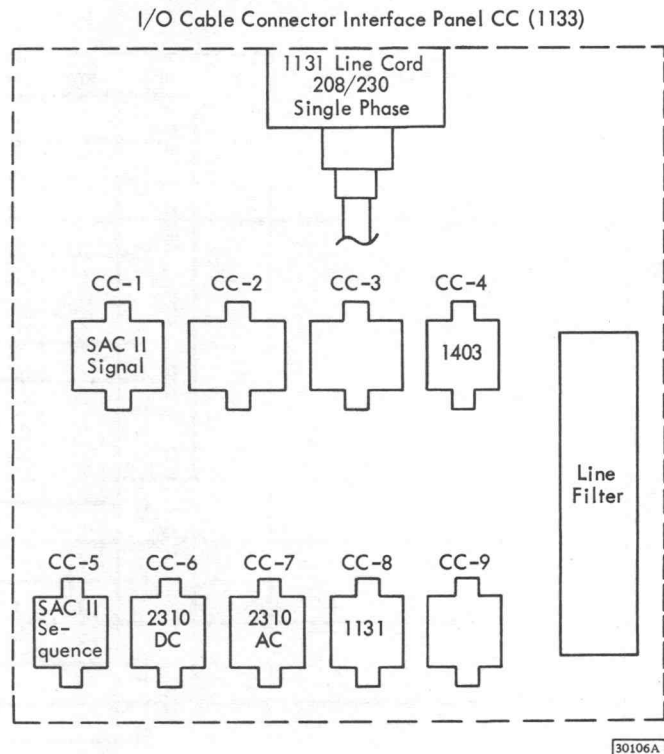 I/O Cable Connector Interface Panel CC (1133)
1131 Line Cord
208/230
Single Phase
CC-1
CC-2
CC-3
CC-4
SAC II
Signal
1403
Line
Filter
CC-5
CC-6
CC-7
CC-8
CC-9
SAC II
Se-
quence
2310
DC
2310
AC
1131
30106A